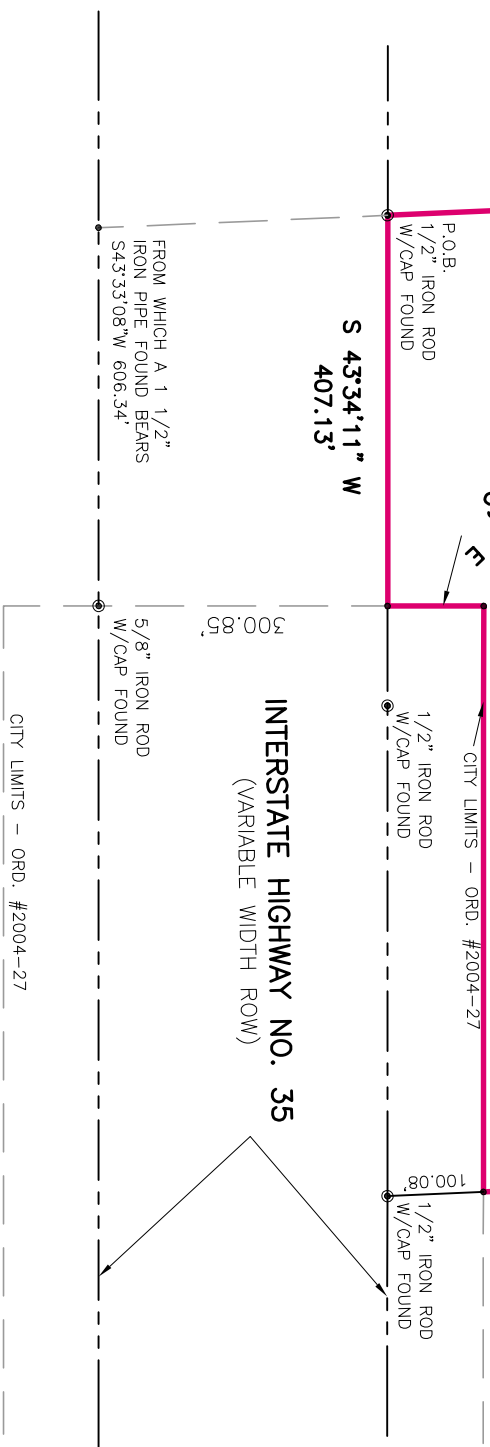 P.O.B.
1/2" IRON ROD
W/CAP FOUND
S 43°34'11" W
407.13'
FROM WHICH A 1 1/2"
IRON PIPE FOUND BEARS
S43°33'08"W 606.34'
E
CITY LIMITS - ORD. #2004-27
1/2" IRON ROD
W/CAP FOUND
300.85'
5/8" IRON ROD
W/CAP FOUND
INTERSTATE HIGHWAY NO. 35
(VARIABLE WIDTH ROW)
100.08'
1/2" IRON ROD
W/CAP FOUND
CITY LIMITS - ORD. #2004-27